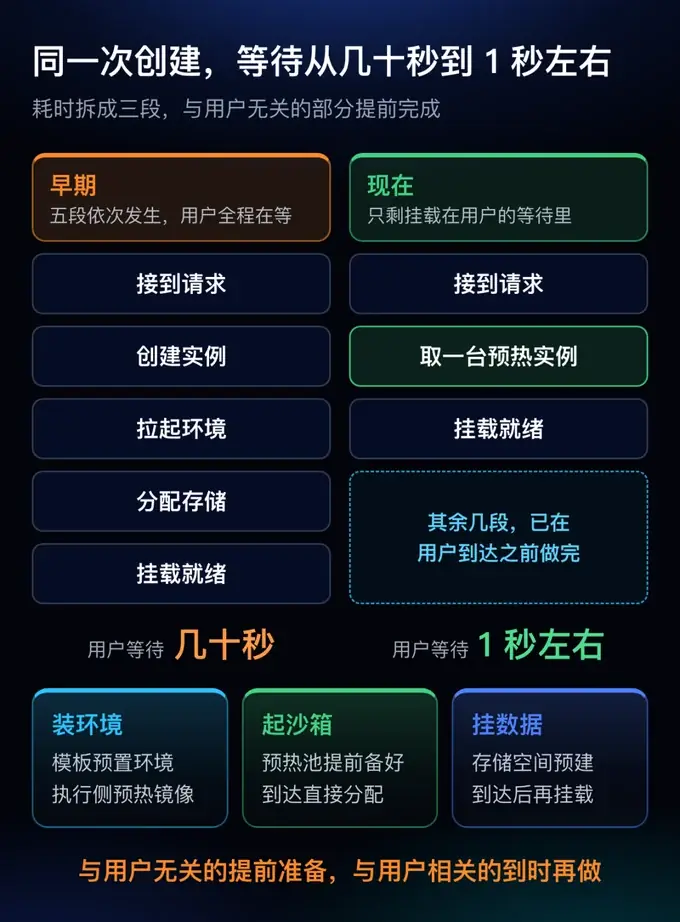 同一次创建，等待从几十秒到 1 秒左右
耗时拆成三段，与用户无关的部分提前完成
早期
五段依次发生，用户全程在等
接到请求
创建实例
拉起环境
分配存储
挂载就绪
用户等待 几十秒
现在
只剩挂载在用户的等待里
接到请求
取一台预热实例
挂载就绪
其余几段，已在
用户到达之前做完
用户等待 1 秒左右
装环境
模板预置环境
执行侧预热镜像
起沙箱
预热池提前备好
到达直接分配
挂数据
存储空间预建
到达后再挂载
与用户无关的提前准备，与用户相关的到时再做